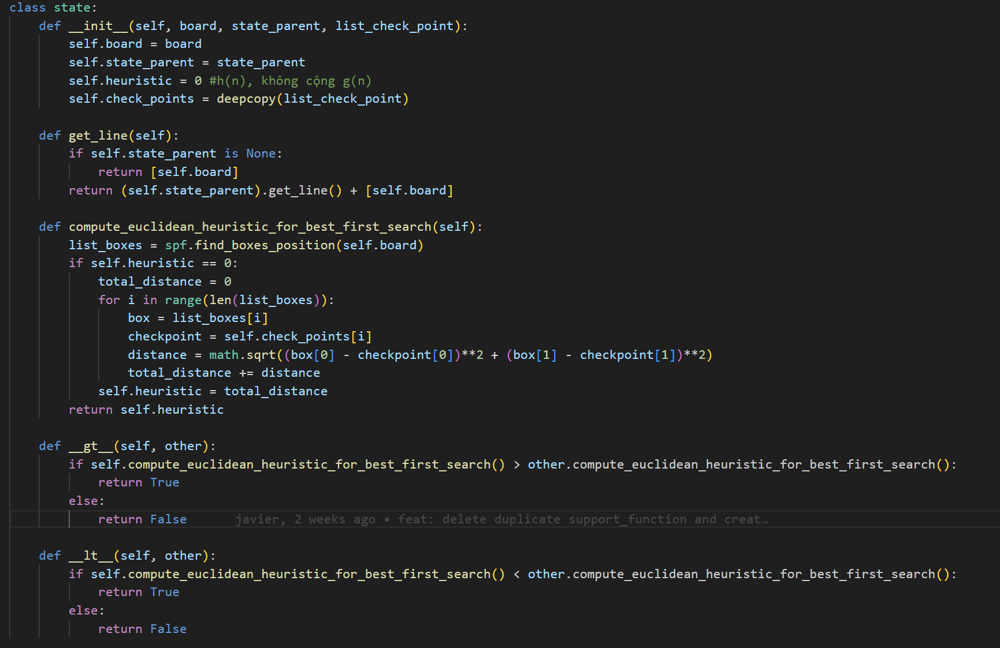 class state:
    def __init__(self, board, state_parent, list_check_point):
        self.board = board
        self.state_parent = state_parent
        self.heuristic = 0 #h(n), không cộng g(n)
        self.check_points = deepcopy(list_check_point)

    def get_line(self):
        if self.state_parent is None:
            return [self.board]
        return (self.state_parent).get_line() + [self.board]

    def compute_euclidean_heuristic_for_best_first_search(self):
        list_boxes = spf.find_boxes_position(self.board)
        if self.heuristic == 0:
            total_distance = 0
            for i in range(len(list_boxes)):
                box = list_boxes[i]
                checkpoint = self.check_points[i]
                distance = math.sqrt((box[0] - checkpoint[0])**2 + (box[1] - checkpoint[1])**2)
                total_distance += distance
            self.heuristic = total_distance
        return self.heuristic

    def __gt__(self, other):
        if self.compute_euclidean_heuristic_for_best_first_search() > other.compute_euclidean_heuristic_for_best_first_search():
            return True
        else:
            return False javier, 2 weeks ago • feat: delete duplicate support_function and creat…

    def __lt__(self, other):
        if self.compute_euclidean_heuristic_for_best_first_search() < other.compute_euclidean_heuristic_for_best_first_search():
            return True
        else:
            return False